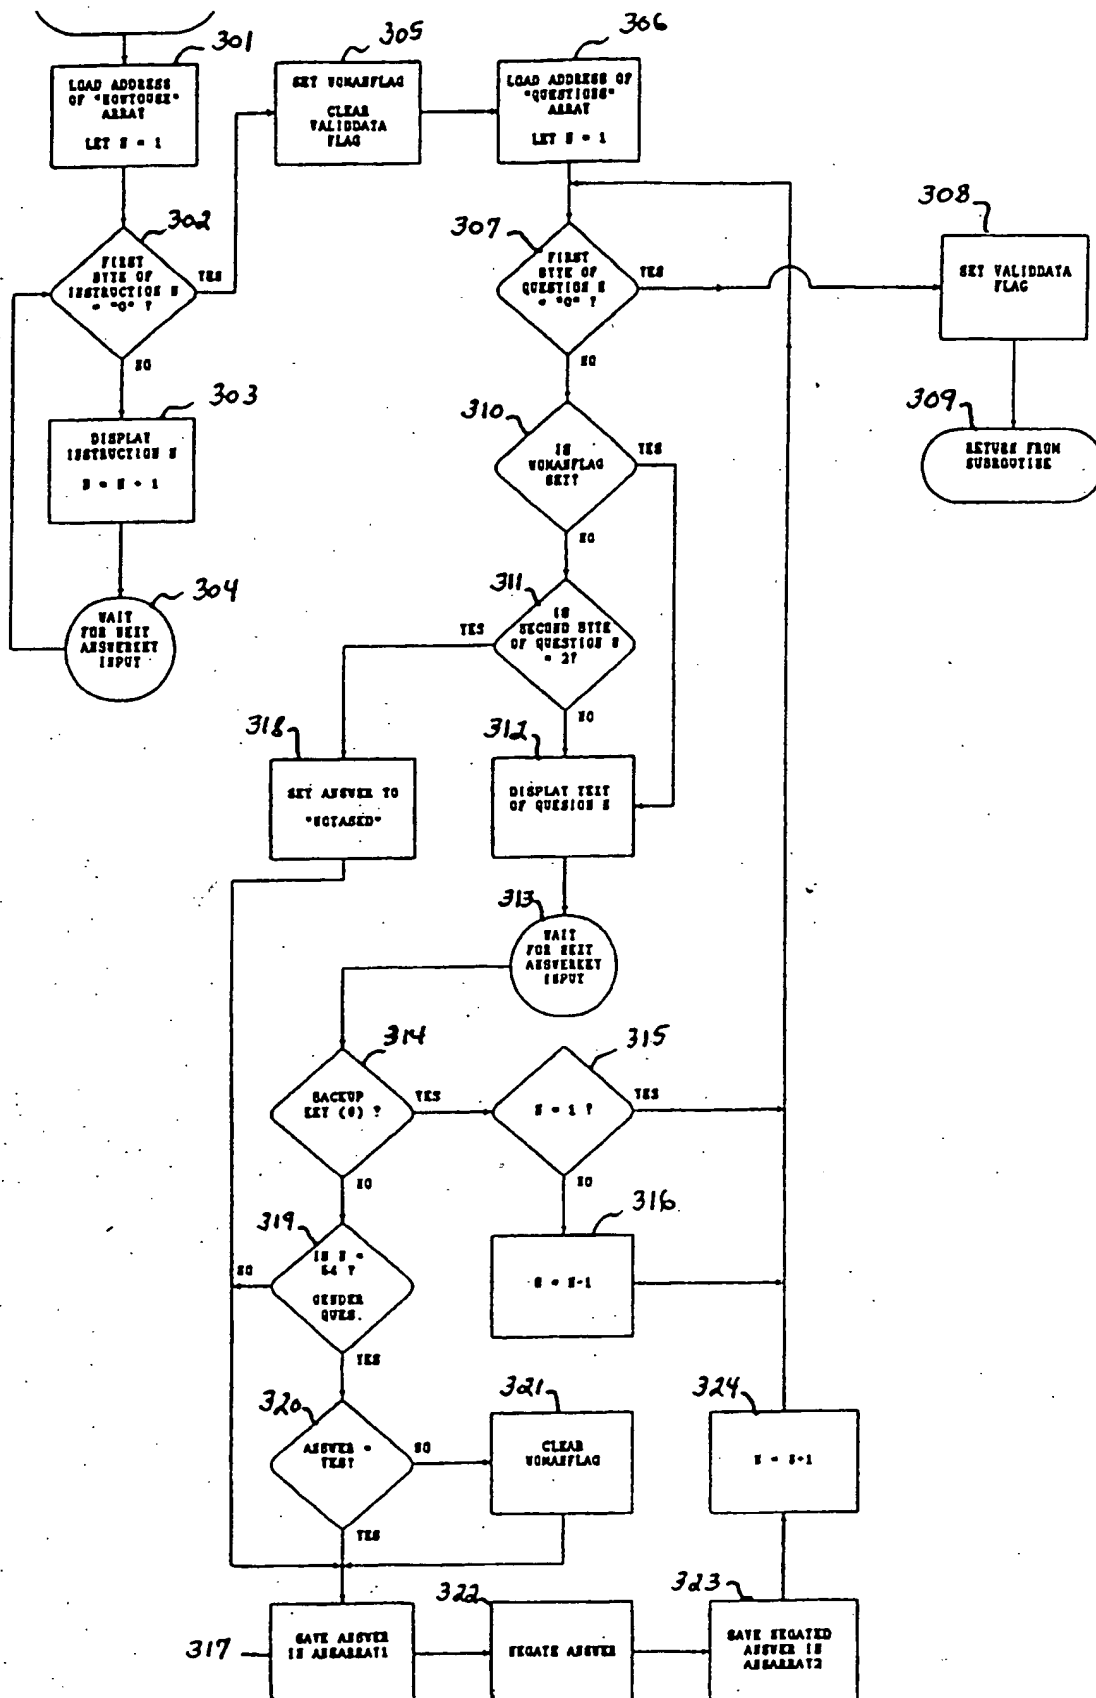 301
LOAD ADDRESS
OF "HOWTOUSE"
ARRAY
LET N = 1
305
SET WOMANFLAG
CLEAR
VALIDDATA
FLAG
306
LOAD ADDRESS OF
"QUESTIONS"
ARRAY
LET N = 1
302
FIRST
BYTE OF
INSTRUCTION N
= "0" ?
YES
NO
307
FIRST
BYTE OF
QUESTION N
= "0" ?
YES
NO
308
SET VALIDDATA
FLAG
303
DISPLAY
INSTRUCTION N
N = N + 1
310
IS
WOMANFLAG
SET?
YES
NO
309
RETURN FROM
SUBROUTINE
304
WAIT
FOR NEXT
ANSWERKEY
INPUT
311
IS
SECOND BYTE
OF QUESTION N
= 2?
YES
NO
318
SET ANSWER TO
"NOTASED"
312
DISPLAY TEXT
OF QUESION N
313
WAIT
FOR NEXT
ANSWERKEY
INPUT
314
BACKUP
KEY (0) ?
YES
NO
315
N = 1 ?
YES
NO
316
N = N-1
319
IS N =
54 ?
GENDER
QUES.
NO
YES
320
ANSWER =
YES?
NO
YES
321
CLEAR
WOMANFLAG
324
N = N+1
317
SAVE ANSWER
IN ANSARRAY1
322
NEGATE ANSWER
323
SAVE NEGATED
ANSWER IN
ANSARRAY2